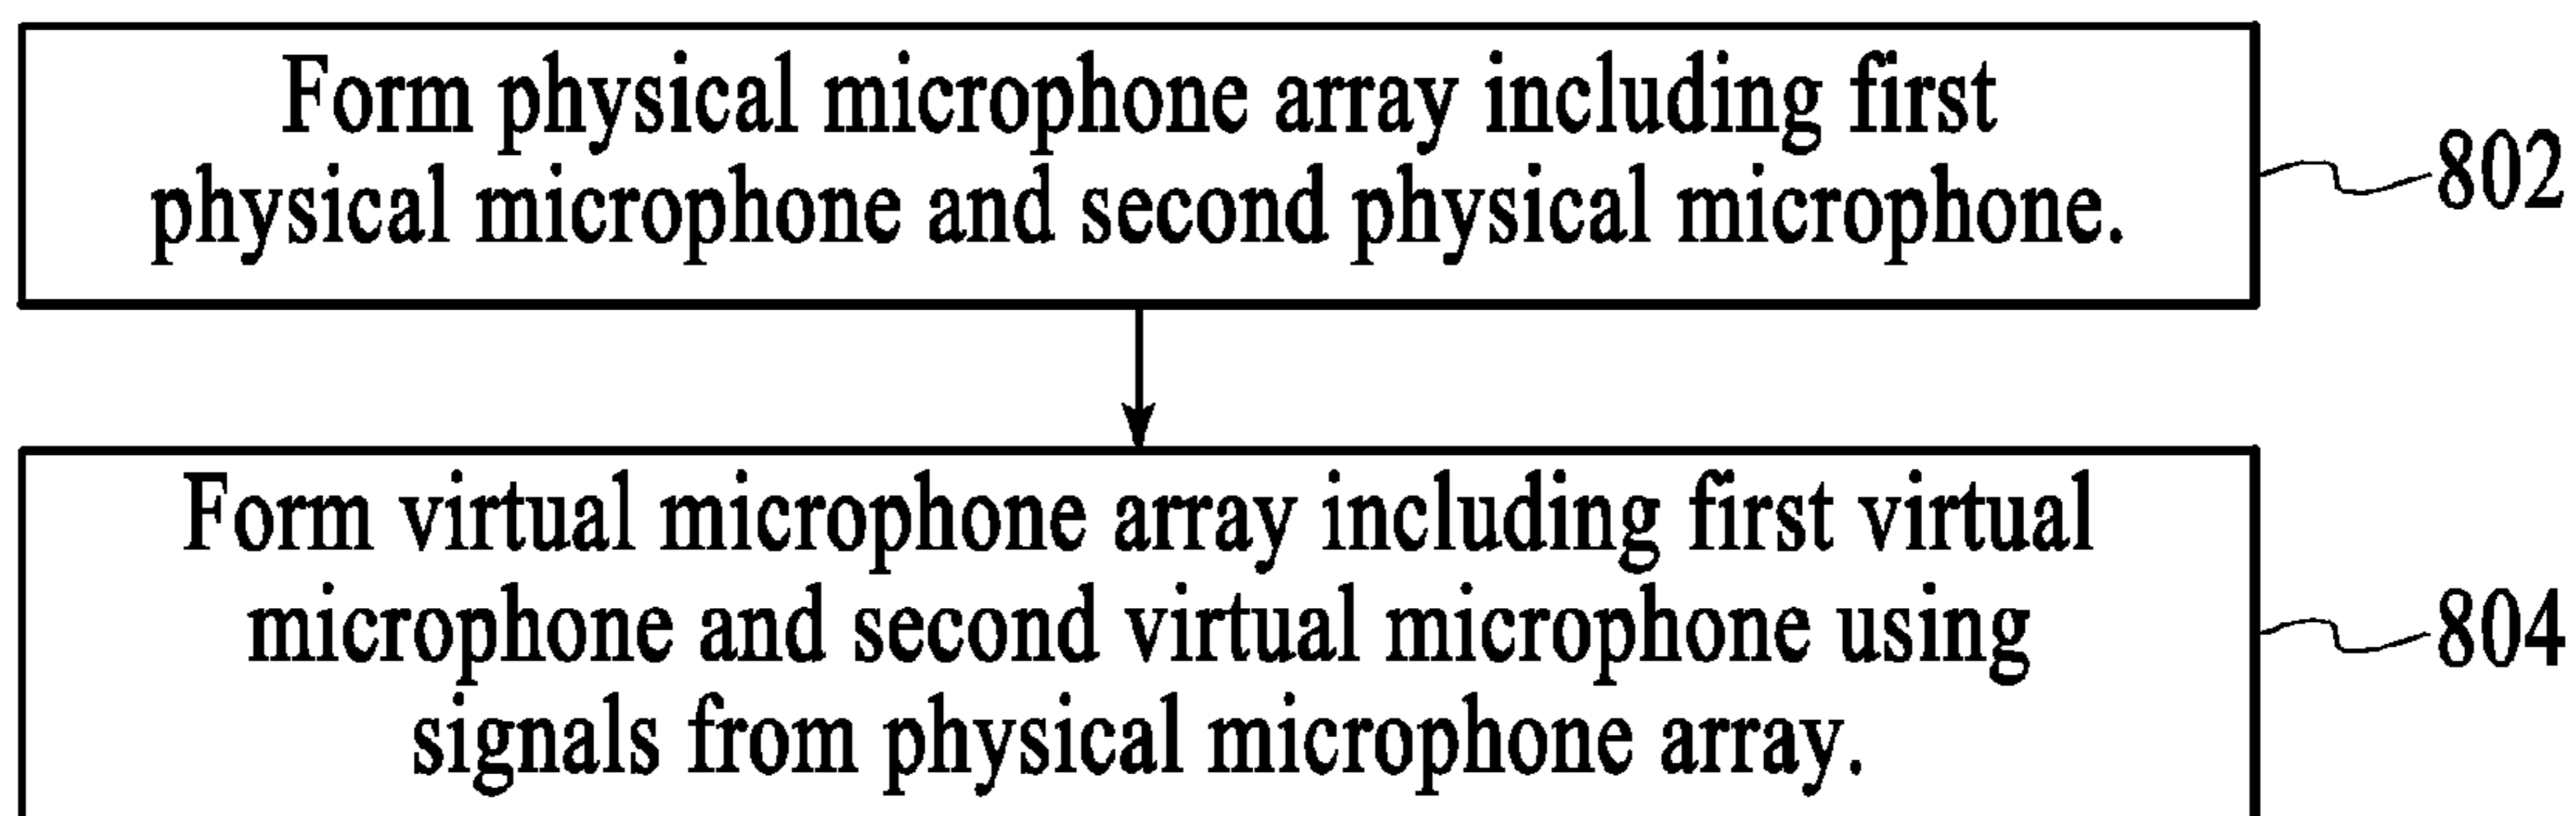 Form physical microphone array including first
physical microphone and second physical microphone.
802
Form virtual microphone array including first virtual
microphone and second virtual microphone using
signals from physical microphone array.
804